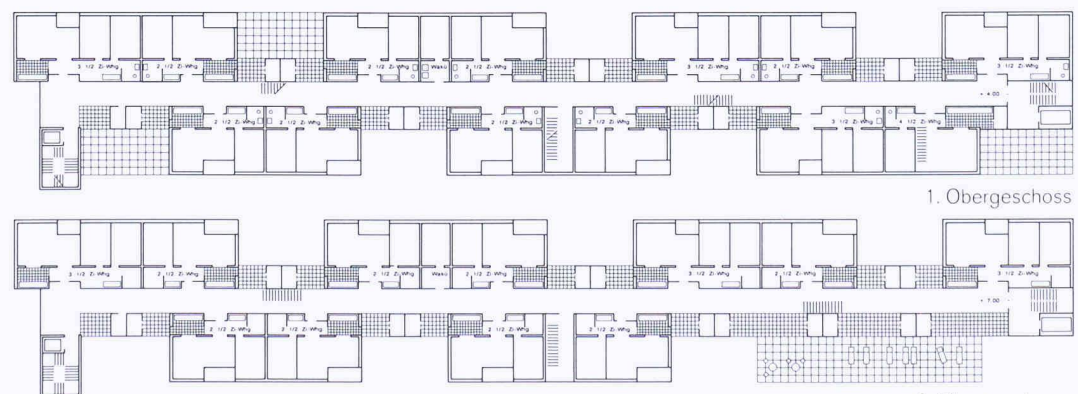 3 1/2 Zi-Whg 2 1/2 Zi-Whg 2 1/2 Zi-Whg Wakü 2 1/2 Zi-Whg 3 1/2 Zi-Whg 2 1/2 Zi-Whg 3 1/2 Zi-Whg
+ 4.00
2 1/2 Zi-Whg 2 1/2 Zi-Whg 2 1/2 Zi-Whg 2 1/2 Zi-Whg 3 1/2 Zi-Whg 4 1/2 Zi-Whg
1. Obergeschoss
3 1/2 Zi-Whg 2 1/2 Zi-Whg 2 1/2 Zi-Whg Wakü 2 1/2 Zi-Whg 3 1/2 Zi-Whg 2 1/2 Zi-Whg 3 1/2 Zi-Whg
+ 7.00
2 1/2 Zi-Whg 2 1/2 Zi-Whg 2 1/2 Zi-Whg 2 1/2 Zi-Whg